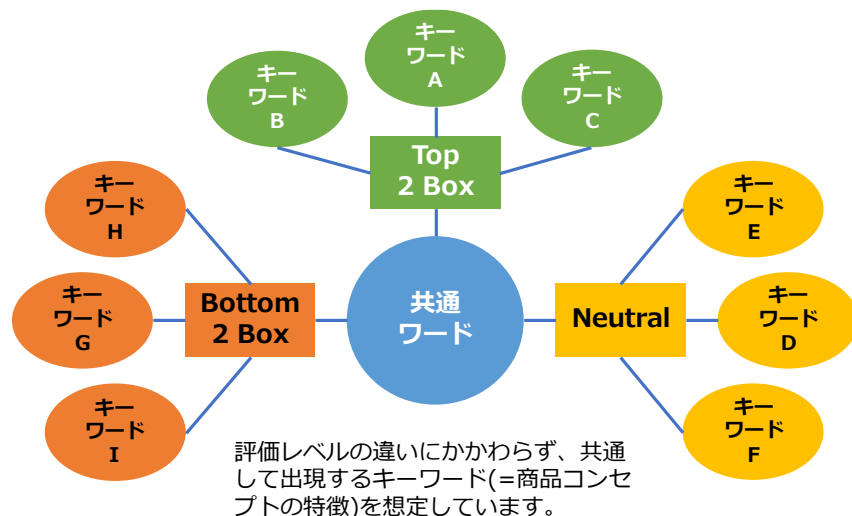 キー
ワード
A
キー
ワード
B
キー
ワード
C
Top
2 Box
キー
ワード
H
キー
ワード
E
キー
ワード
G
Bottom
2 Box
共通
ワード
Neutral
キー
ワード
D
キー
ワード
I
キー
ワード
F
評価レベルの違いにかかわらず、共通
して出現するキーワード(=商品コンセ
プトの特徴)を想定しています。